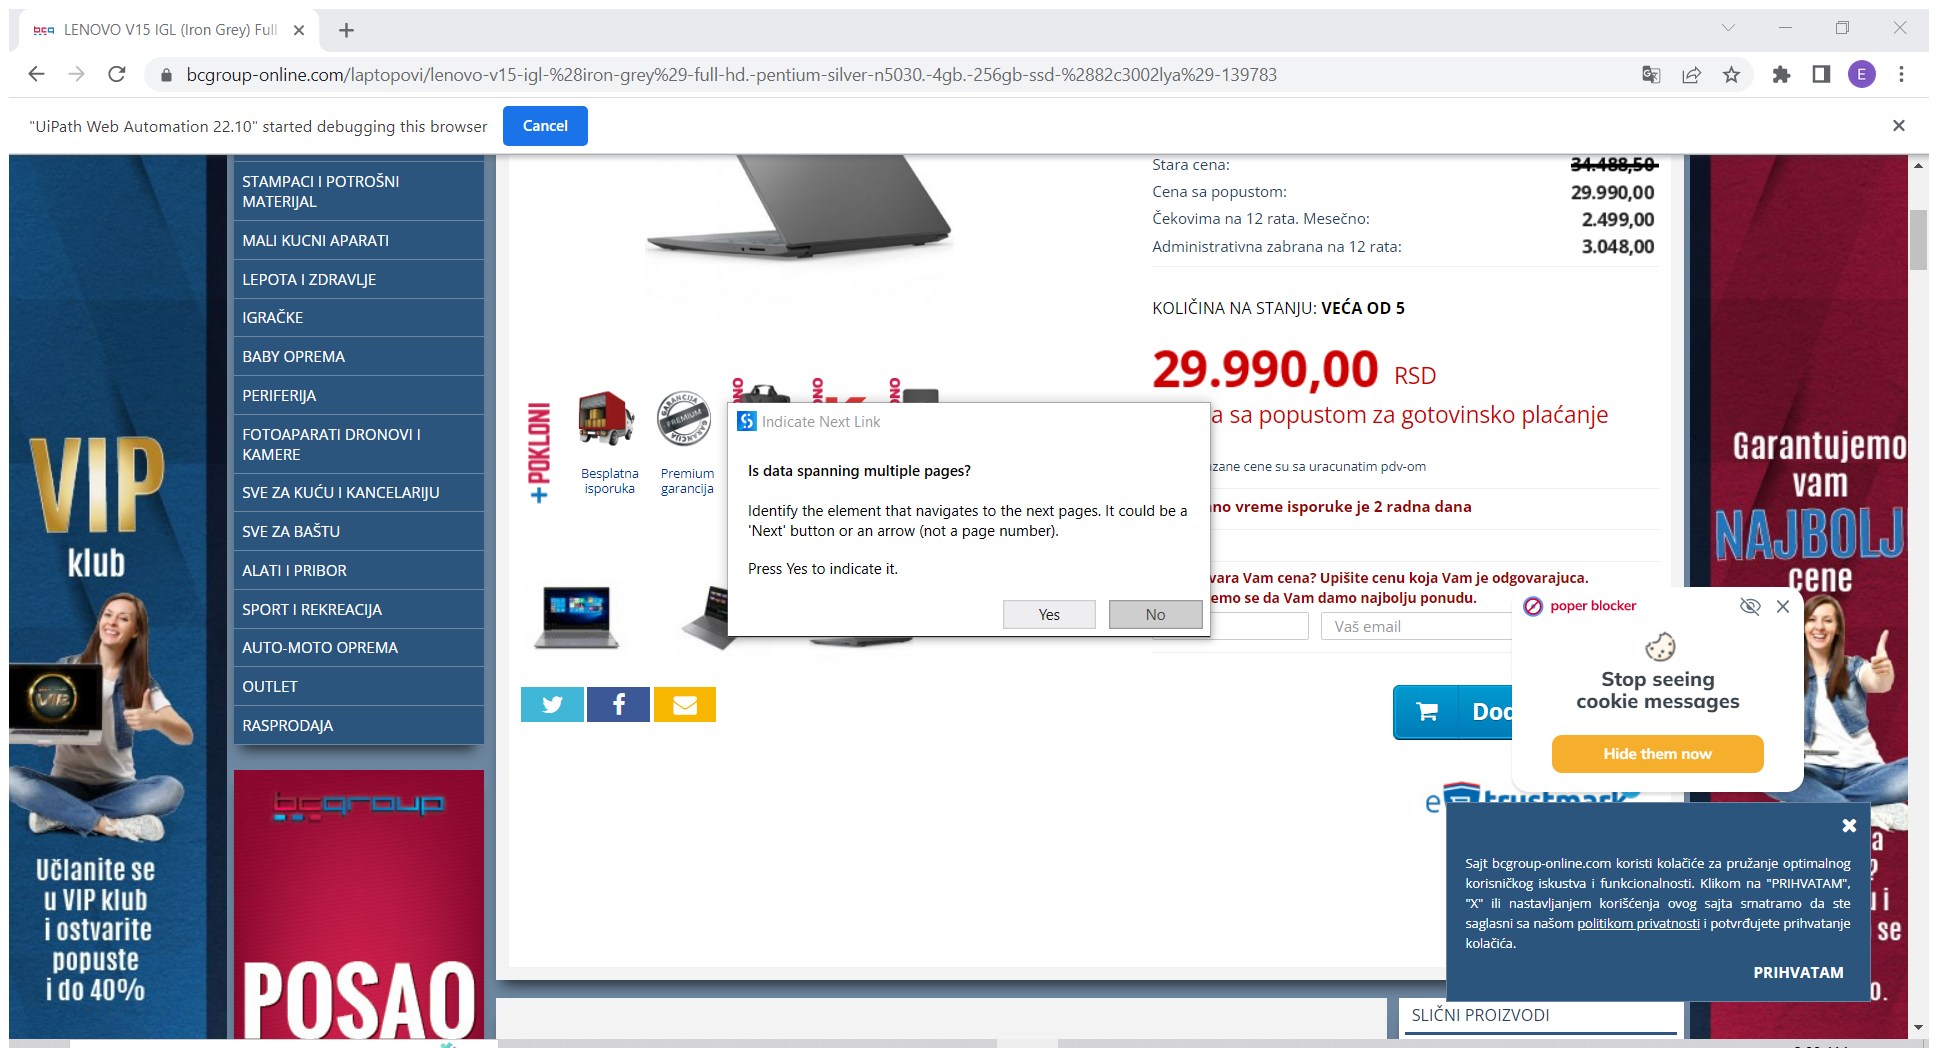 LENOVO V15 IGL (Iron Grey) Full
bcgroup-online.com/laptopovi/lenovo-v15-igl-%28iron-grey%29-full-hd.-pentium-silver-n5030.-4gb.-256gb-ssd-%2882c3002lya%29-139783
E
"UiPath Web Automation 22.10" started debugging this browser
Cancel
VIP
klub
Učlanite se
u VIP klub
i ostvarite
popuste
i do 40%
STAMPACI I POTROŠNI
MATERIJAL
MALI KUCNI APARATI
LEPOTA I ZDRAVLJE
IGRAČKE
BABY OPREMA
PERIFERIJA
FOTOAPARATI DRONOVI I
KAMERE
SVE ZA KUĆU I KANCELARIJU
SVE ZA BAŠTU
ALATI I PRIBOR
SPORT I REKREACIJA
AUTO-MOTO OPREMA
OUTLET
RASPRODAJA
bcgroup
POSAO
+ POKLONI
Besplatna
isporuka
PREMIUM
GARANCIJA
Premium
garancija
Stara cena: 34.488,50
Cena sa popustom: 29.990,00
Čekovima na 12 rata. Mesečno: 2.499,00
Administrativna zabrana na 12 rata: 3.048,00
KOLIČINA NA STANJU: VEĆA OD 5
29.990,00 RSD
a sa popustom za gotovinsko plaćanje
zane cene su sa uracunatim pdv-om
no vreme isporuke je 2 radna dana
vara Vam cena? Upišite cenu koja Vam je odgovarajuca.
emo se da Vam damo najbolju ponudu.
Vaš email
Dod
e trustmark
Indicate Next Link
Is data spanning multiple pages?
Identify the element that navigates to the next pages. It could be a
'Next' button or an arrow (not a page number).
Press Yes to indicate it.
Yes
No
poper blocker
Stop seeing
cookie messages
Hide them now
Sajt bcgroup-online.com koristi kolačiće za pružanje optimalnog
korisničkog iskustva i funkcionalnosti. Klikom na "PRIHVATAM",
"X" ili nastavljanjem korišćenja ovog sajta smatramo da ste
saglasni sa našom politikom privatnosti i potvrđujete prihvatanje
kolačića.
PRIHVATAM
SLIČNI PROIZVODI
Garantujemo
vam
NAJBOLJ
cene
se